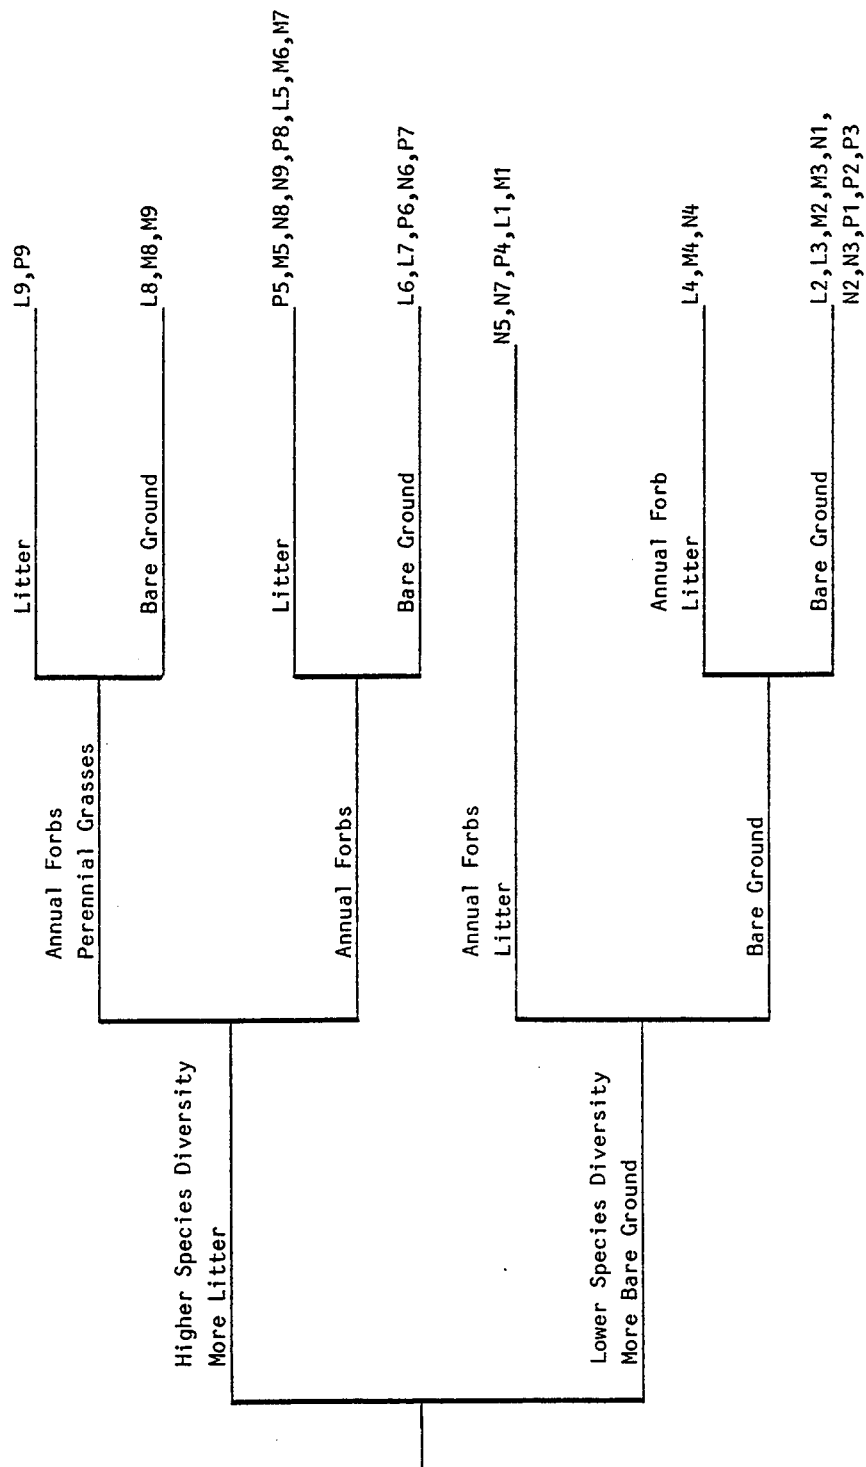 Higher Species Diversity
More Litter
Annual Forbs
Perennial Grasses
Litter
L9,P9
Bare Ground
L8,M8,M9
Annual Forbs
Litter
P5,M5,N8,N9,P8,L5,M6,M7
Bare Ground
L6,L7,P6,N6,P7
Lower Species Diversity
More Bare Ground
Annual Forbs
Litter
N5,N7,P4,L1,M1
Bare Ground
Annual Forb
Litter
L4,M4,N4
Bare Ground
L2,L3,M2,M3,N1,
N2,N3,P1,P2,P3